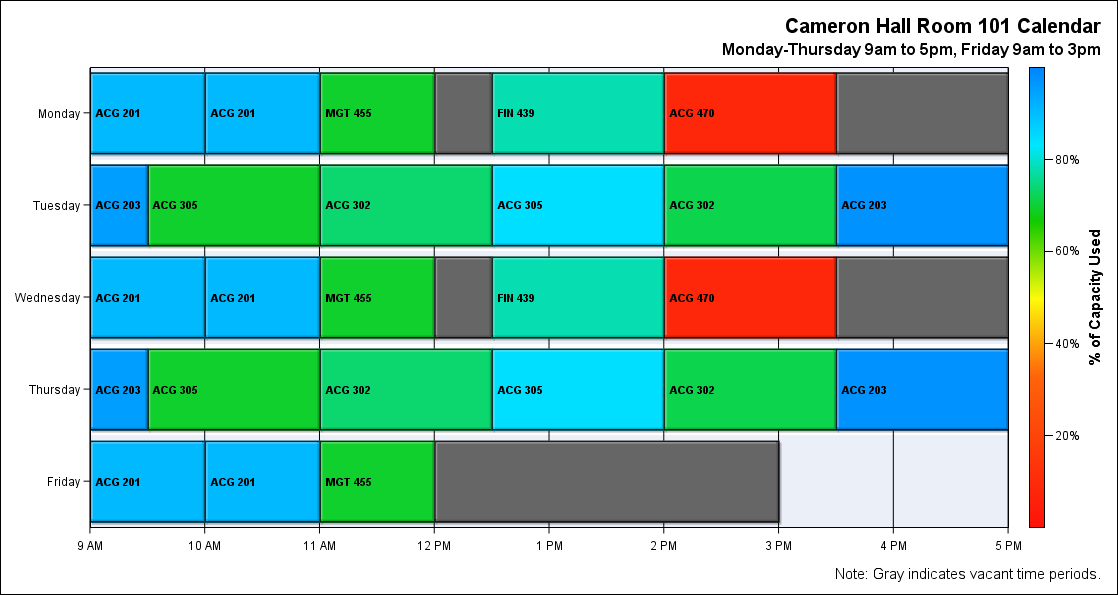 Cameron Hall Room 101 Calendar
Monday-Thursday 9am to 5pm, Friday 9am to 3pm
Monday
ACG 201
ACG 201
MGT 455
FIN 439
ACG 470
Tuesday
ACG 203
ACG 305
ACG 302
ACG 305
ACG 302
ACG 203
Wednesday
ACG 201
ACG 201
MGT 455
FIN 439
ACG 470
Thursday
ACG 203
ACG 305
ACG 302
ACG 305
ACG 302
ACG 203
Friday
ACG 201
ACG 201
MGT 455
9 AM
10 AM
11 AM
12 PM
1 PM
2 PM
3 PM
4 PM
5 PM
80%
60%
40%
20%
% of Capacity Used
Note: Gray indicates vacant time periods.